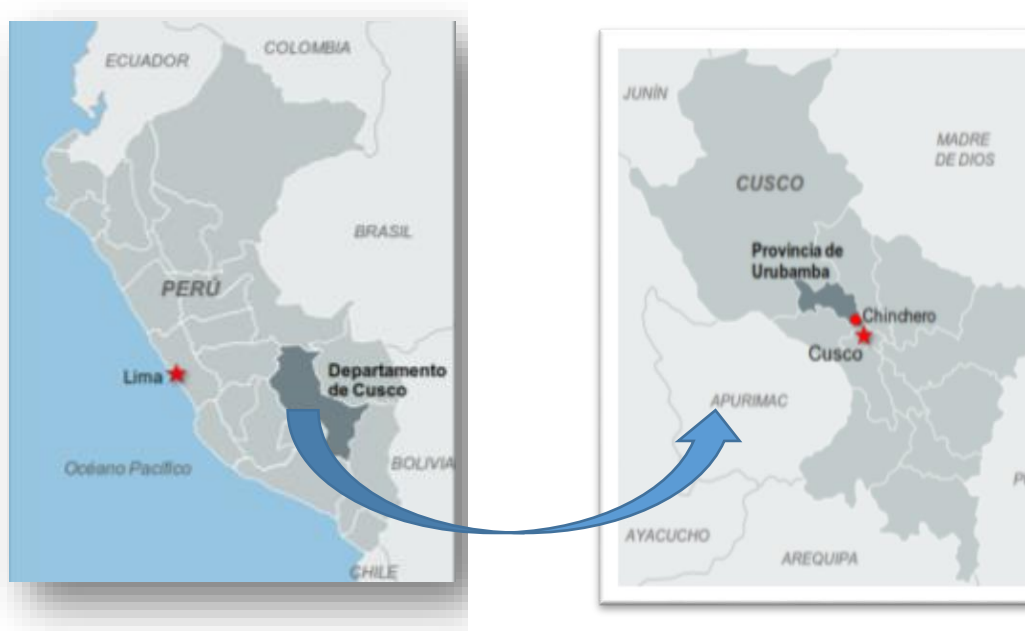 ECUADOR
COLOMBIA
BRASIL
PERÚ
Lima
Departamento
de Cusco
Océano Pacífico
BOLIVIA
CHILE
JUNÍN
MADRE
DE DIOS
CUSCO
Provincia de
Urubamba
Chinchero
Cusco
APURIMAC
AYACUCHO
AREQUIPA